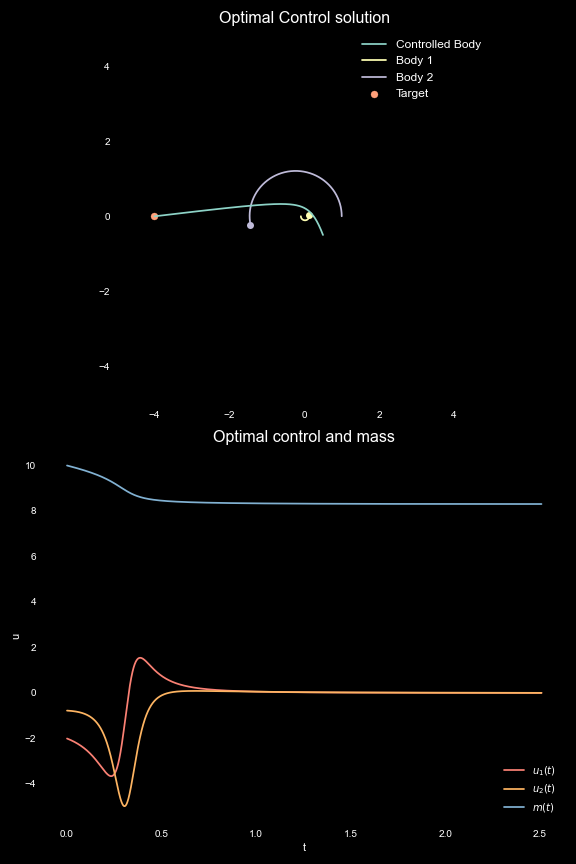 Optimal Control solution
Controlled Body
Body 1
Body 2
Target
4
2
0
−2
−4
−4 −2 0 2 4
Optimal control and mass
10
8
6
4
2
0
−2
−4
u
u₁(t)
u₂(t)
m(t)
0.0 0.5 1.0 1.5 2.0 2.5
t